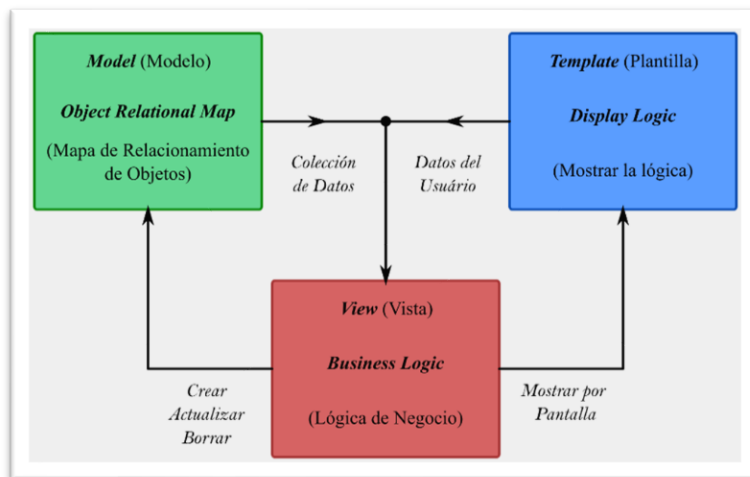 Model (Modelo)
Object Relational Map
(Mapa de Relacionamiento
de Objetos)
Colección
de Datos
Datos del
Usuário
Template (Plantilla)
Display Logic
(Mostrar la lógica)
View (Vista)
Business Logic
(Lógica de Negocio)
Crear
Actualizar
Borrar
Mostrar por
Pantalla